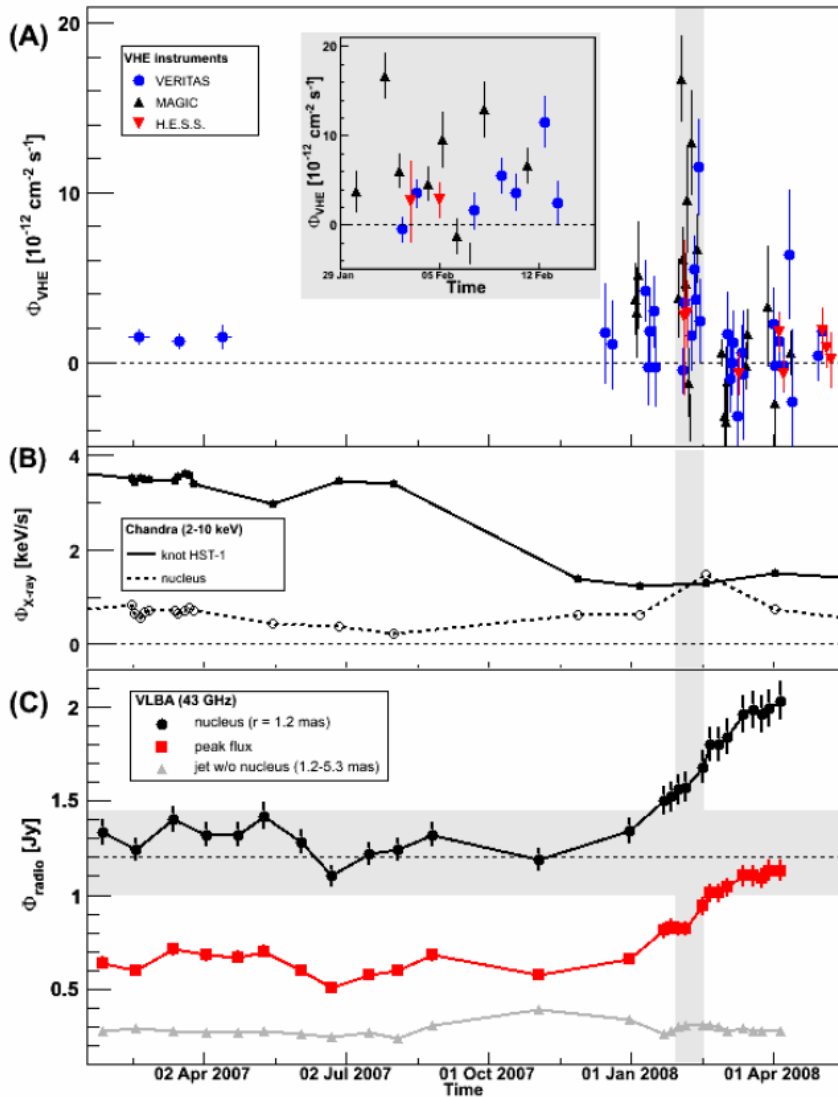 (A)
20
10
0
Φ_VHE [10^-12 cm^-2 s^-1]
VHE instruments
VERITAS
MAGIC
H.E.S.S.
20
15
10
5
0
Φ_VHE [10^-12 cm^-2 s^-1]
29 Jan
05 Feb
12 Feb
Time
(B)
4
2
0
Φ_X-ray [keV/s]
Chandra (2-10 keV)
knot HST-1
nucleus
(C)
2
1.5
1
0.5
Φ_radio [Jy]
VLBA (43 GHz)
nucleus (r = 1.2 mas)
peak flux
jet w/o nucleus (1.2-5.3 mas)
02 Apr 2007
02 Jul 2007
01 Oct 2007
01 Jan 2008
01 Apr 2008
Time